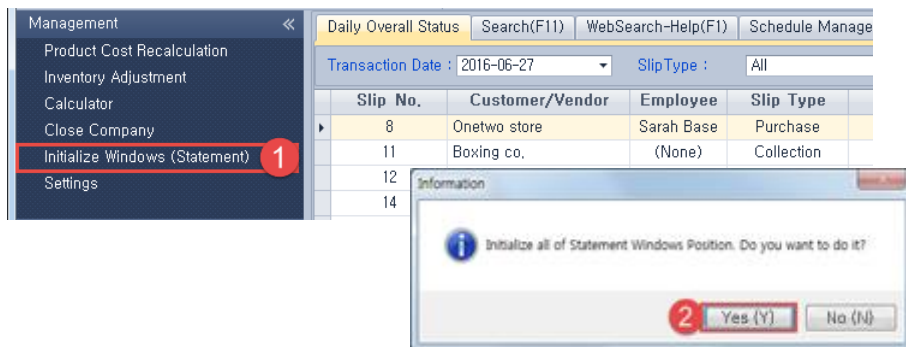 Management «
Product Cost Recalculation
Inventory Adjustment
Calculator
Close Company
Initialize Windows (Statement) 1
Settings
Daily Overall Status Search(F11) WebSearch-Help(F1) Schedule Manage
Transaction Date : 2016-06-27 SlipType : All
Slip No. Customer/Vendor Employee Slip Type
8 Onetwo store Sarah Base Purchase
11 Boxing co. (None) Collection
12
14
Information
Initialize all of Statement Windows Position. Do you want to do it?
2 Yes (Y) No (N)